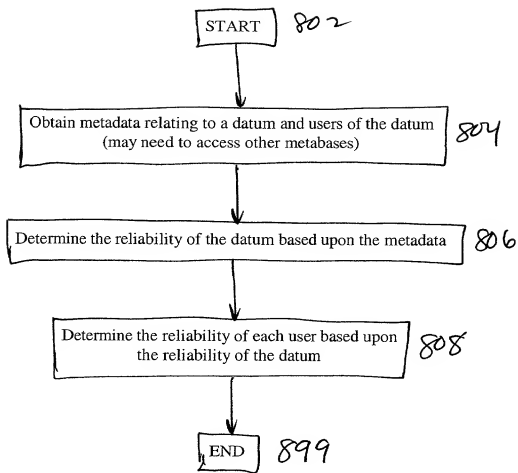 START 802
Obtain metadata relating to a datum and users of the datum
(may need to access other metabases) 804
Determine the reliability of the datum based upon the metadata 806
Determine the reliability of each user based upon
the reliability of the datum 808
END 899